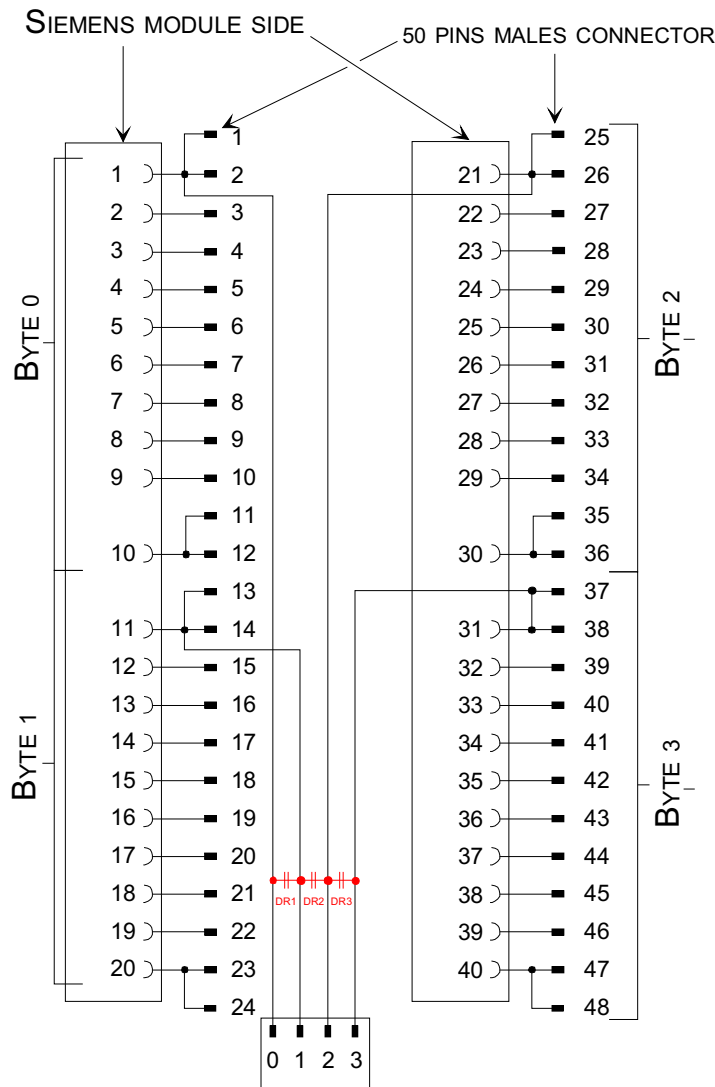 SIEMENS MODULE SIDE
50 PINS MALES CONNECTOR
1 25
1 2 21 26
2 3 22 27
3 4 23 28
4 5 24 29
5 6 25 30
6 7 26 31
7 8 27 32
8 9 28 33
9 10 29 34
11 35
10 12 30 36
13 37
11 14 31 38
12 15 32 39
13 16 33 40
14 17 34 41
15 18 35 42
16 19 36 43
17 20 37 44
18 21 38 45
19 22 39 46
20 23 40 47
24 48
BYTE 0
BYTE 1
BYTE 2
BYTE 3
DR1 DR2 DR3
0 1 2 3